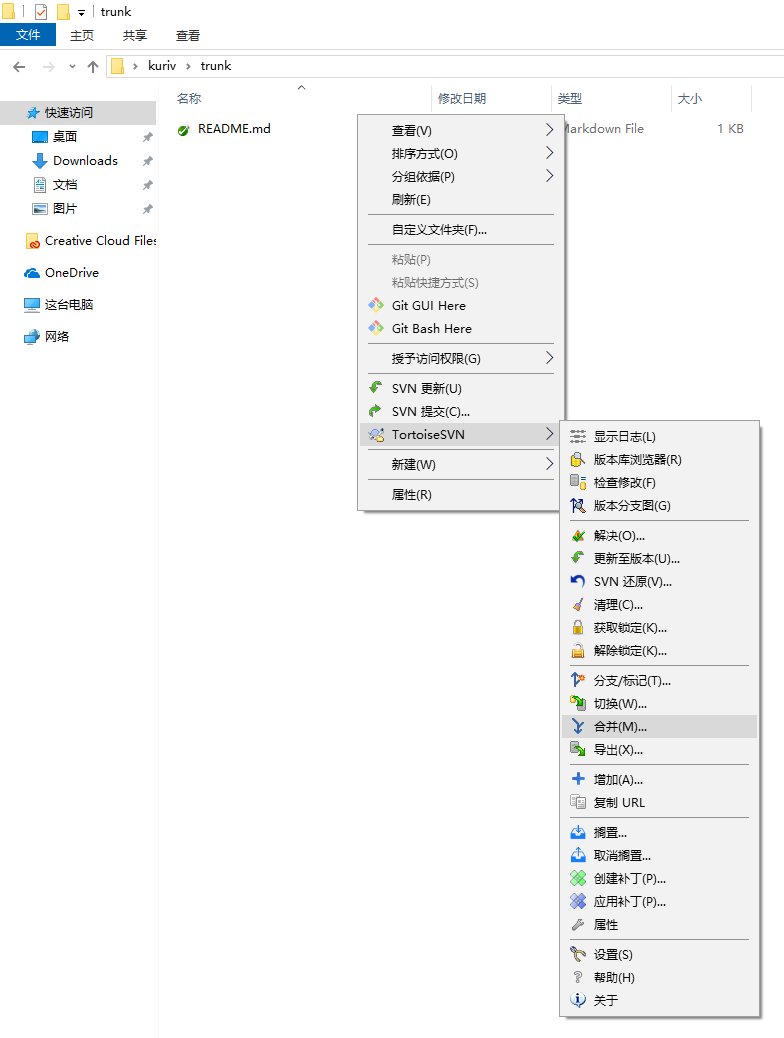 trunk
文件 主页 共享 查看
kuriv trunk
名称 修改日期 类型 大小
快速访问
桌面
Downloads
文档
图片
Creative Cloud Files
OneDrive
这台电脑
网络
README.md Markdown File 1 KB
查看(V)
排序方式(O)
分组依据(P)
刷新(E)
自定义文件夹(F)...
粘贴(P)
粘贴快捷方式(S)
Git GUI Here
Git Bash Here
授予访问权限(G)
SVN 更新(U)
SVN 提交(C)...
TortoiseSVN
新建(W)
属性(R)
显示日志(L)
版本库浏览器(R)
检查修改(F)
版本分支图(G)
解决(O)...
更新至版本(U)...
SVN 还原(V)...
清理(C)...
获取锁定(K)...
解除锁定(K)...
分支/标记(T)...
切换(W)...
合并(M)...
导出(X)...
增加(A)...
复制 URL
搁置...
取消搁置...
创建补丁(P)...
应用补丁(P)...
属性
设置(S)
帮助(H)
关于